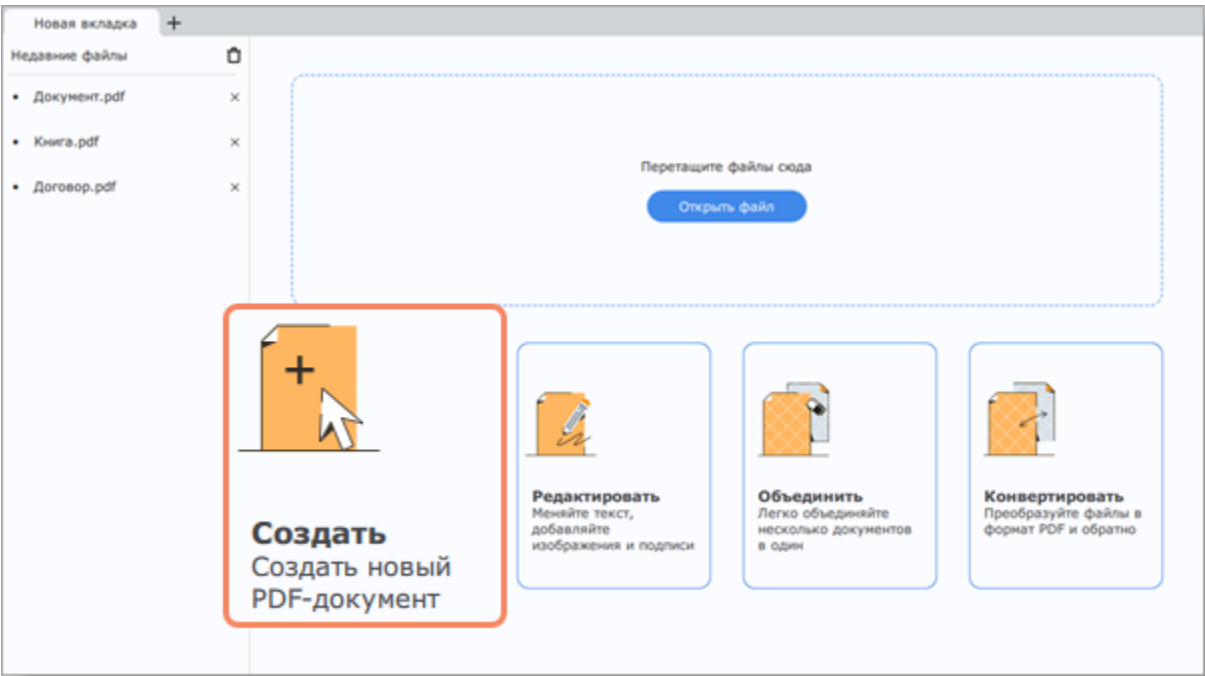 Новая вкладка +
Недавние файлы
• Документ.pdf ×
• Книга.pdf ×
• Договор.pdf ×
Перетащите файлы сюда
Открыть файл
Создать
Создать новый
PDF-документ
Редактировать
Меняйте текст,
добавляйте
изображения и подписи
Объединить
Легко объединяйте
несколько документов
в один
Конвертировать
Преобразуйте файлы в
формат PDF и обратно